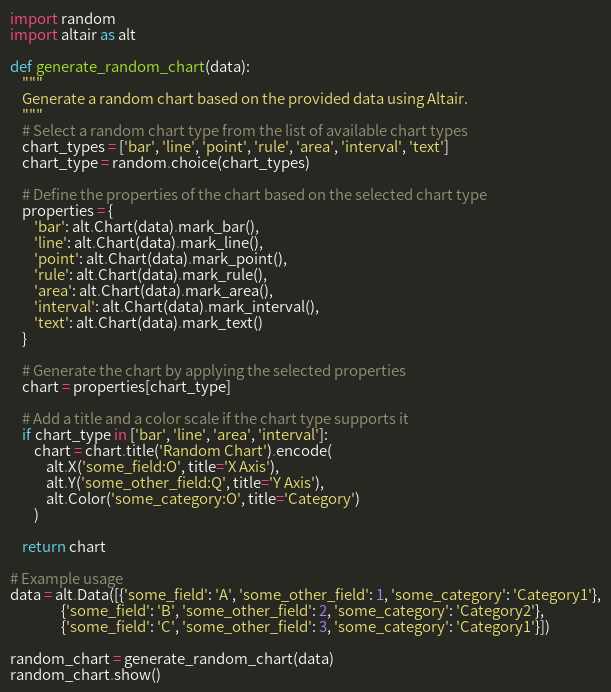 import random
import altair as alt

def generate_random_chart(data):
    """
    Generate a random chart based on the provided data using Altair.
    """
    # Select a random chart type from the list of available chart types
    chart_types = ['bar', 'line', 'point', 'rule', 'area', 'interval', 'text']
    chart_type = random.choice(chart_types)

    # Define the properties of the chart based on the selected chart type
    properties = {
        'bar': alt.Chart(data).mark_bar(),
        'line': alt.Chart(data).mark_line(),
        'point': alt.Chart(data).mark_point(),
        'rule': alt.Chart(data).mark_rule(),
        'area': alt.Chart(data).mark_area(),
        'interval': alt.Chart(data).mark_interval(),
        'text': alt.Chart(data).mark_text()
    }

    # Generate the chart by applying the selected properties
    chart = properties[chart_type]

    # Add a title and a color scale if the chart type supports it
    if chart_type in ['bar', 'line', 'area', 'interval']:
        chart = chart.title('Random Chart').encode(
            alt.X('some_field:O', title='X Axis'),
            alt.Y('some_other_field:Q', title='Y Axis'),
            alt.Color('some_category:O', title='Category')
        )

    return chart

# Example usage
data = alt.Data([{'some_field': 'A', 'some_other_field': 1, 'some_category': 'Category1'},
                 {'some_field': 'B', 'some_other_field': 2, 'some_category': 'Category2'},
                 {'some_field': 'C', 'some_other_field': 3, 'some_category': 'Category1'}])

random_chart = generate_random_chart(data)
random_chart.show()